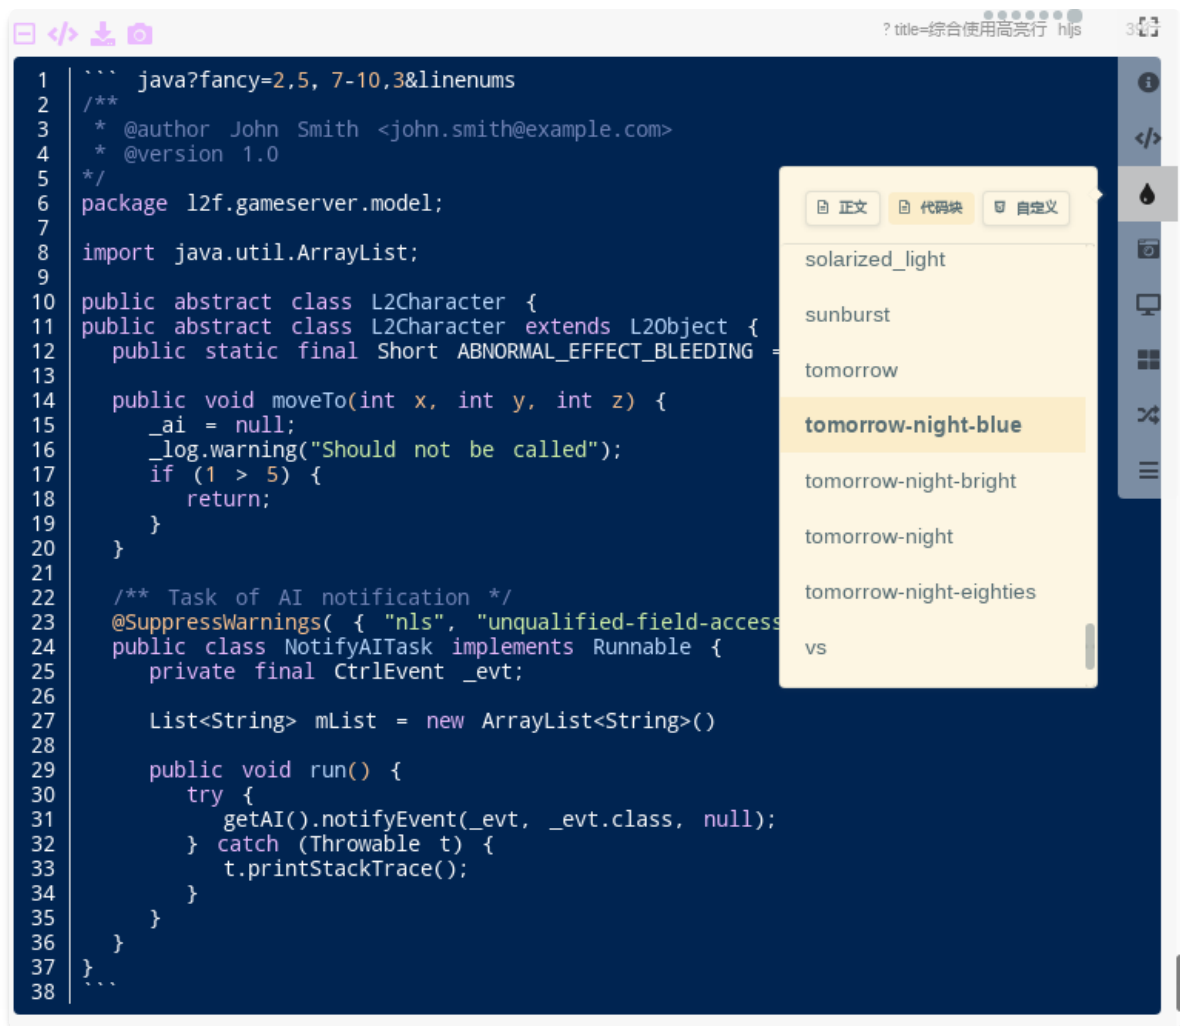 ? title=综合使用高亮行 hljs
1 ``` java?fancy=2,5, 7-10,3&linenums
2 /**
3 * @author John Smith <john.smith@example.com>
4 * @version 1.0
5 */
6 package l2f.gameserver.model;
7
8 import java.util.ArrayList;
9
10 public abstract class L2Character {
11 public abstract class L2Character extends L2Object {
12 public static final Short ABNORMAL_EFFECT_BLEEDING =
13
14 public void moveTo(int x, int y, int z) {
15 _ai = null;
16 _log.warning("Should not be called");
17 if (1 > 5) {
18 return;
19 }
20 }
21
22 /** Task of AI notification */
23 @SuppressWarnings( { "nls", "unqualified-field-access
24 public class NotifyAITask implements Runnable {
25 private final CtrlEvent _evt;
26
27 List<String> mList = new ArrayList<String>()
28
29 public void run() {
30 try {
31 getAI().notifyEvent(_evt, _evt.class, null);
32 } catch (Throwable t) {
33 t.printStackTrace();
34 }
35 }
36 }
37 }
38 ```
正文 代码块 自定义
solarized_light
sunburst
tomorrow
tomorrow-night-blue
tomorrow-night-bright
tomorrow-night
tomorrow-night-eighties
vs